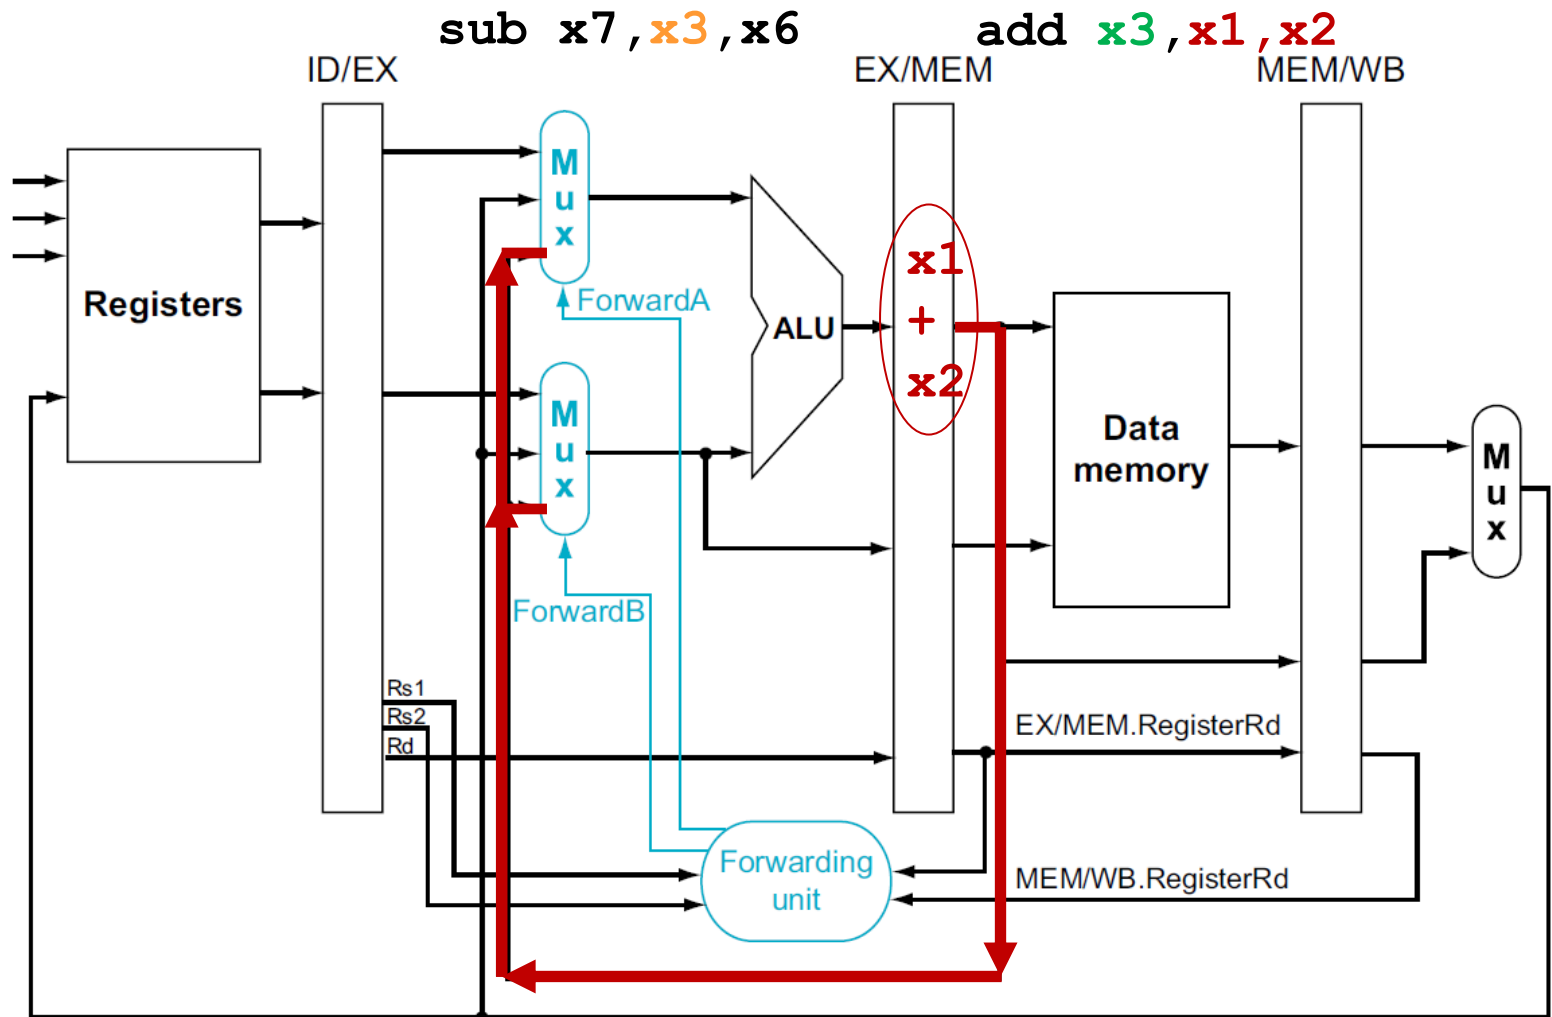 sub x7,x3,x6
add x3,x1,x2
ID/EX
EX/MEM
MEM/WB
Registers
Mux
ForwardA
Mux
ForwardB
ALU
x1
+
x2
Data
memory
Mux
Rs1
Rs2
Rd
EX/MEM.RegisterRd
Forwarding
unit
MEM/WB.RegisterRd